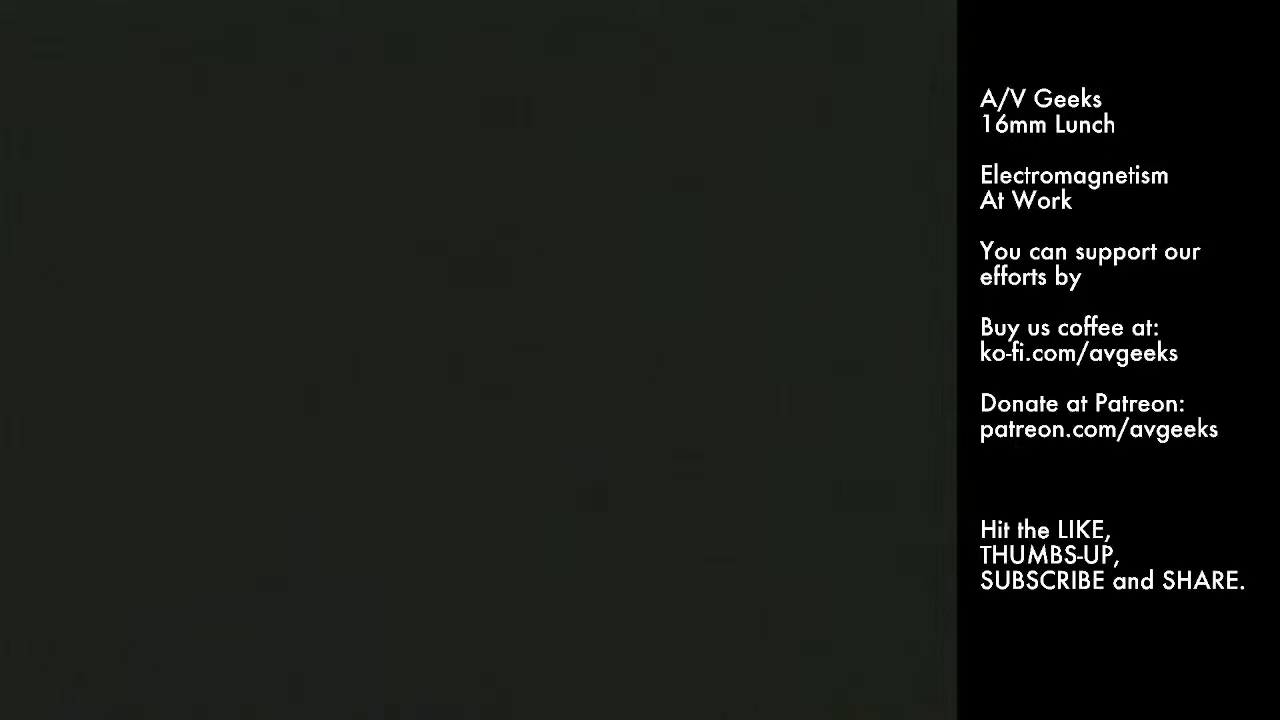 A/V Geeks
16mm Lunch
Electromagnetism
At Work
You can support our
efforts by
Buy us coffee at:
ko-fi.com/avgeeks
Donate at Patreon:
patreon.com/avgeeks
Hit the LIKE,
THUMBS-UP,
SUBSCRIBE and SHARE.